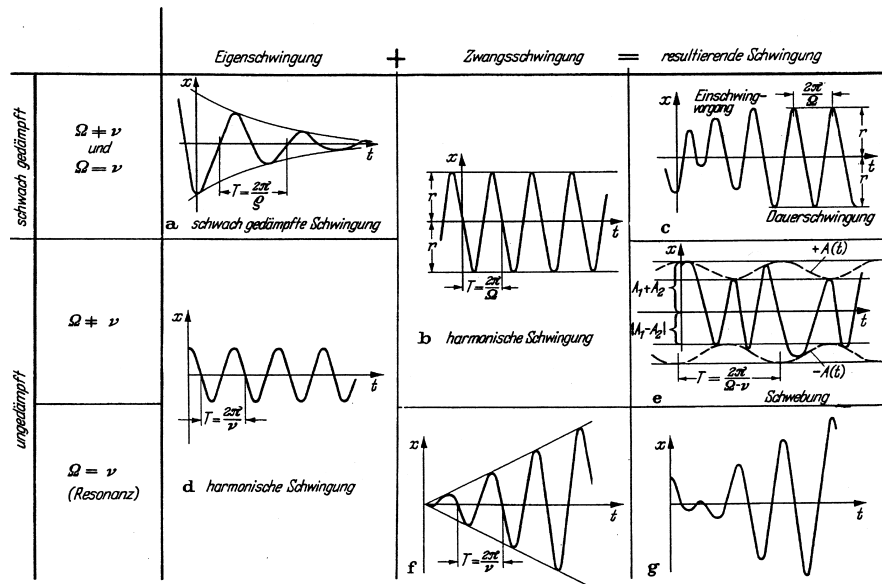 Eigenschwingung + Zwangsschwingung = resultierende Schwingung
schwach gedämpft
Ω ≠ ν
und
Ω = ν
x
t
T = 2π/ϱ
a schwach gedämpfte Schwingung
x
r
r
t
T = 2π/Ω
b harmonische Schwingung
x
Einschwing-
vorgang
2π/Ω
r
r
t
c Dauerschwingung
ungedämpft
Ω ≠ ν
x
t
T = 2π/ν
d harmonische Schwingung
x
+A(t)
A₁+A₂
|A₁-A₂|
t
T = 2π/Ω-ν
-A(t)
e Schwebung
Ω = ν
(Resonanz)
x
t
T = 2π/ν
f
x
t
g